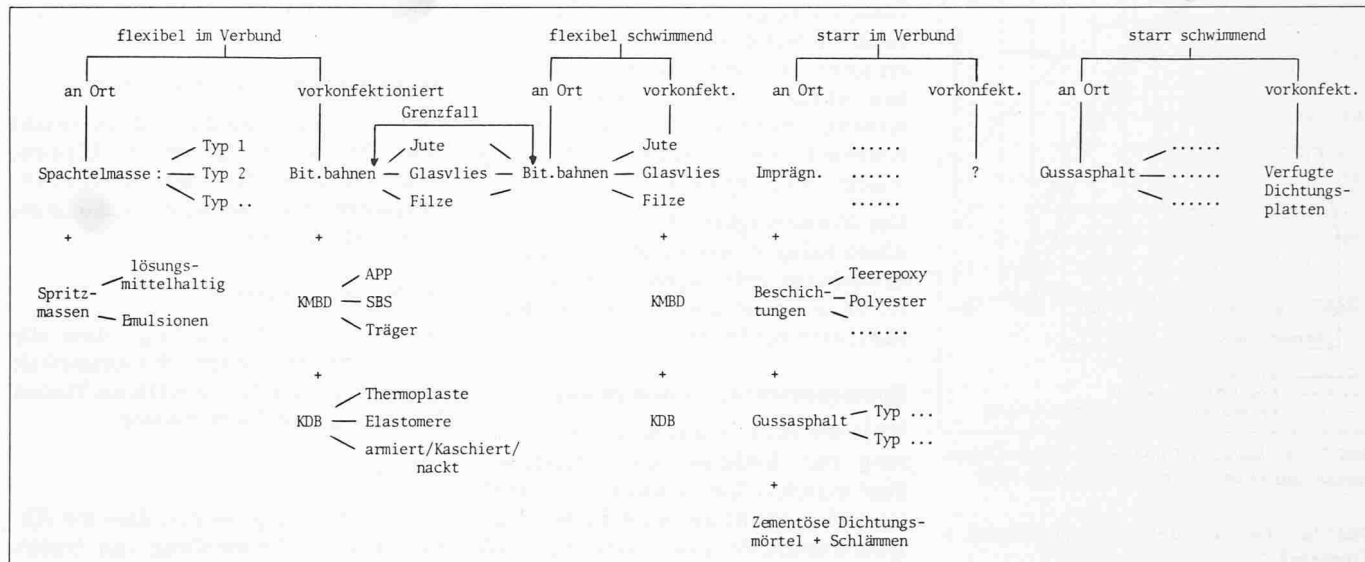 flexibel im Verbund
flexibel schwimmend
starr im Verbund
starr schwimmend
an Ort
vorkonfektioniert
an Ort
vorkonfekt.
an Ort
vorkonfekt.
an Ort
vorkonfekt.
Grenzfall
Spachtelmasse :
Typ 1
Typ 2
Typ ..
Bit.bahnen
Jute
Glasvlies
Filze
Bit.bahnen
Jute
Glasvlies
Filze
Imprägn.
......
......
......
?
Gussasphalt
......
......
......
Verfugte
Dichtungs-
platten
+
+
+
+
Spritz-
massen
lösungs-
mittelhaltig
Emulsionen
KMBD
APP
SBS
Träger
KMBD
Beschich-
tungen
Teerepoxy
Polyester
.......
+
+
+
KDB
Thermoplaste
Elastomere
armiert/Kaschiert/
nackt
KDB
Gussasphalt
Typ ...
Typ ...
+
Zementöse Dichtungs-
mörtel + Schlämmen